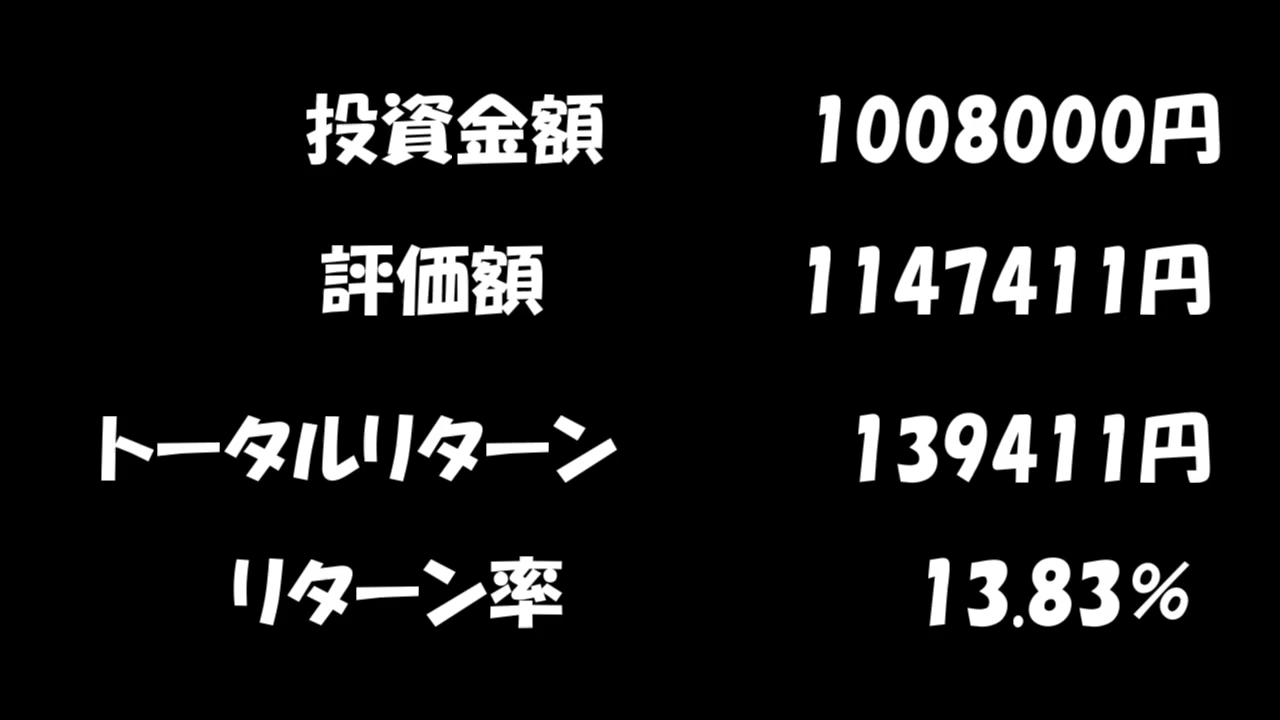 投資金額 1008000円
評価額 1147411円
トータルリターン 139411円
リターン率 13.83%